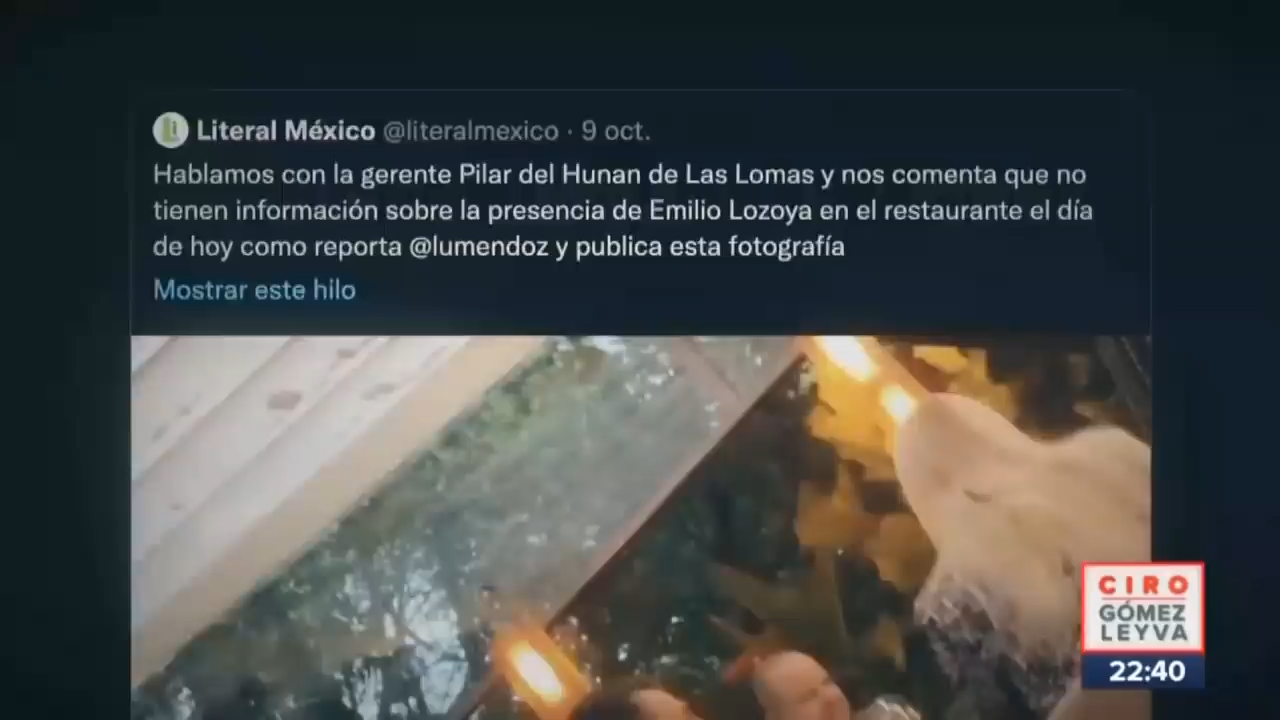 Literal México @literalmexico · 9 oct.
Hablamos con la gerente Pilar del Hunan de Las Lomas y nos comenta que no
tienen información sobre la presencia de Emilio Lozoya en el restaurante el día
de hoy como reporta @lumendoz y publica esta fotografía
Mostrar este hilo
CIRO
GÓMEZ
LEYVA
22:40